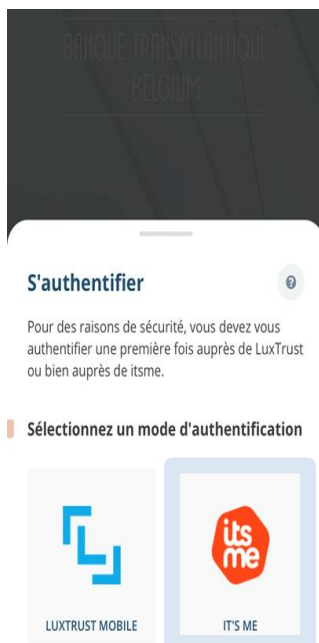 BANQUE TRANSATLANTIQUE
BELGIUM
S'authentifier
?
Pour des raisons de sécurité, vous devez vous
authentifier une première fois auprès de LuxTrust
ou bien auprès de itsme.
Sélectionnez un mode d'authentification
its
me
LUXTRUST MOBILE
IT'S ME